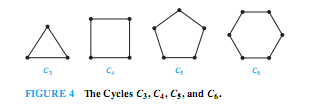 C₃ C₄ C₅ C₆
FIGURE 4 The Cycles C₃, C₄, C₅, and C₆.